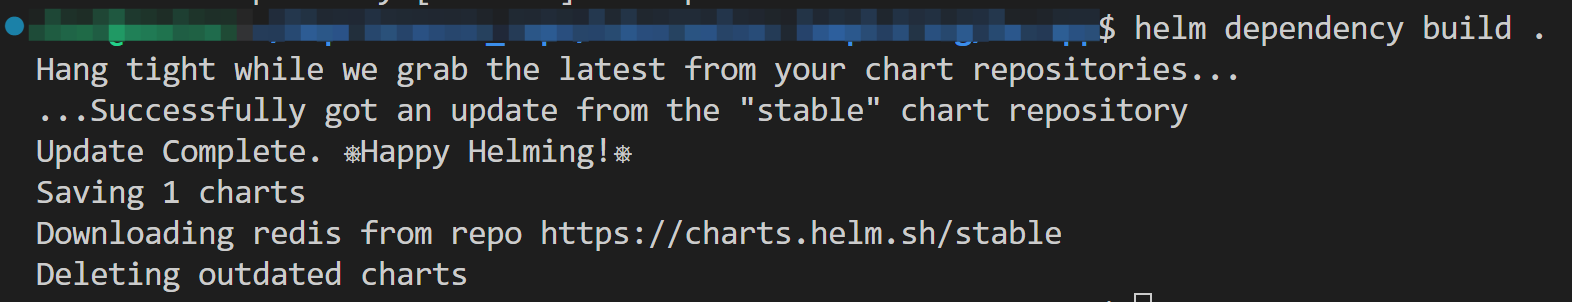 $ helm dependency build .
Hang tight while we grab the latest from your chart repositories...
...Successfully got an update from the "stable" chart repository
Update Complete. ⎈Happy Helming!⎈
Saving 1 charts
Downloading redis from repo https://charts.helm.sh/stable
Deleting outdated charts